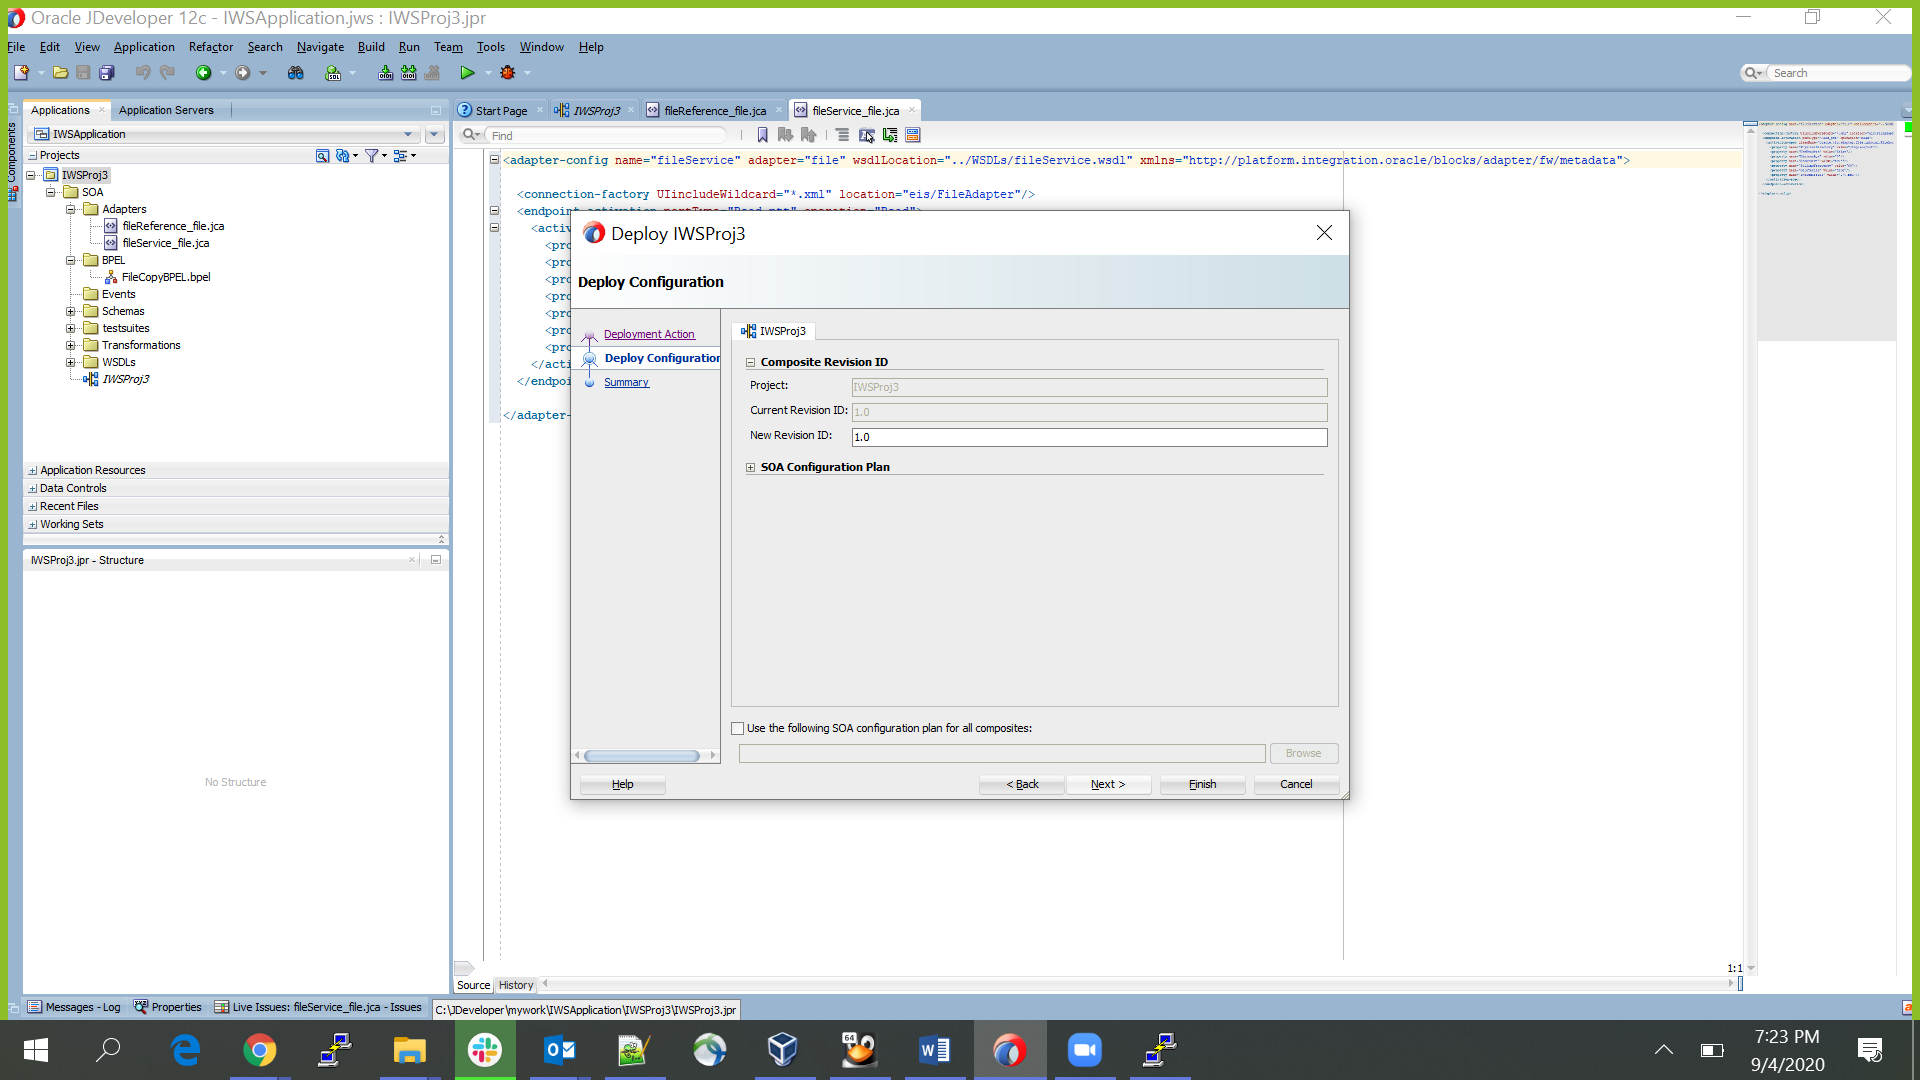 Oracle JDeveloper 12c - IWSApplication.jws : IWSProj3.jpr
File Edit View Application Refactor Search Navigate Build Run Team Tools Window Help
Search
Applications Application Servers
Start Page IWSProj3 fileReference_file.jca fileService_file.jca
Components
IWSApplication
Find
Projects
<adapter-config name="fileService" adapter="file" wsdlLocation="../WSDLs/fileService.wsdl" xmlns="http://platform.integration.oracle/blocks/adapter/fw/metadata">
IWSProj3
SOA
<connection-factory UIincludeWildcard="*.xml" location="eis/FileAdapter"/>
Adapters
fileReference_file.jca
fileService_file.jca
BPEL
FileCopyBPEL.bpel
Events
Schemas
testsuites
Transformations
WSDLs
IWSProj3
<endpoint
<activ
<pro
<pro
<pro
<pro
<pro
<pro
<pro
</acti
</endpoi
</adapter-
Deploy IWSProj3
Deploy Configuration
Deployment Action
Deploy Configuration
Summary
IWSProj3
Composite Revision ID
Project: IWSProj3
Current Revision ID: 1.0
New Revision ID: 1.0
SOA Configuration Plan
Use the following SOA configuration plan for all composites:
Browse
Help < Back Next > Finish Cancel
Application Resources
Data Controls
Recent Files
Working Sets
IWSProj3.jpr - Structure
No Structure
1:1
Source History
Messages - Log Properties Live Issues: fileService_file.jca - Issues C:\JDeveloper\mywork\IWSApplication\IWSProj3\IWSProj3.jpr
64
7:23 PM
9/4/2020